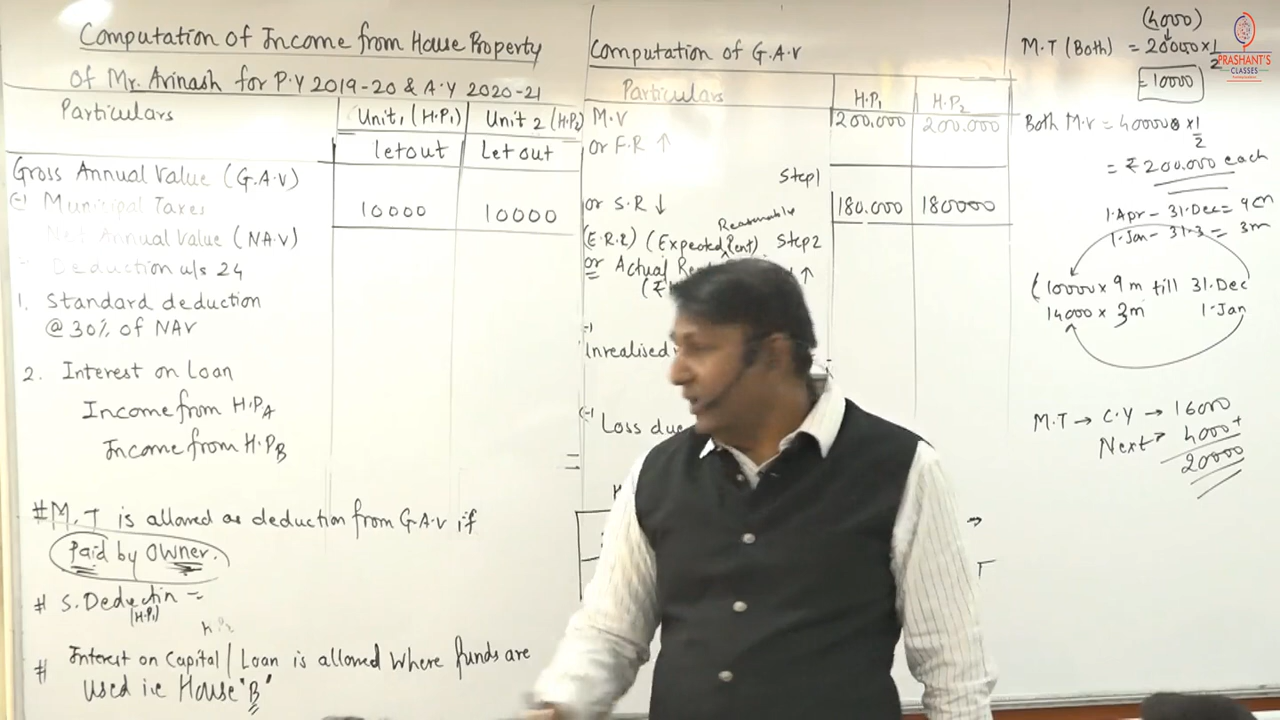 Computation of Income from House Property
of Mr. Avinash for P.Y 2019-20 & A.Y 2020-21
Particulars Unit 1 (H.P1) Unit 2 (H.P2)
Letout Let out
Gross Annual Value (G.A.V)
(-) Municipal Taxes 10000 10000
Net Annual Value (NA.V)
- Deduction u/s 24
1. Standard deduction
@ 30% of NAV
2. Interest on Loan
Income from H.PA
Income from H.PB
# M.T is allowed as deduction from G.A.V if
Paid by Owner.
# S. Deductin =
(H.P1)
H.P2
# Interest on Capital / Loan is allowed where funds are
used i.e House 'B'
Computation of G.A.V
Particulars H.P1 H.P2
M.V 200,000 200.000
or F.R ↑
Step1
or S.R ↓ 180.000 180000
Reasonable
(E.R.R) (Expected Rent) Step2
or Actual Rent ↑
(-)
Unrealised
(-) Loss due
=
(4000)
M.T (Both) = 20000 × 1/2
= 10000
Both M.V = 400000 × 1/2
= ₹ 200.000 each
1.Apr - 31.Dec = 9m
1.Jan - 31.3 = 3m
(10000 × 9m till 31.Dec
14000 × 3m 1.Jan
M.T → C.Y → 16000
Next → 4000+
20000
PRASHANT'S
CLASSES